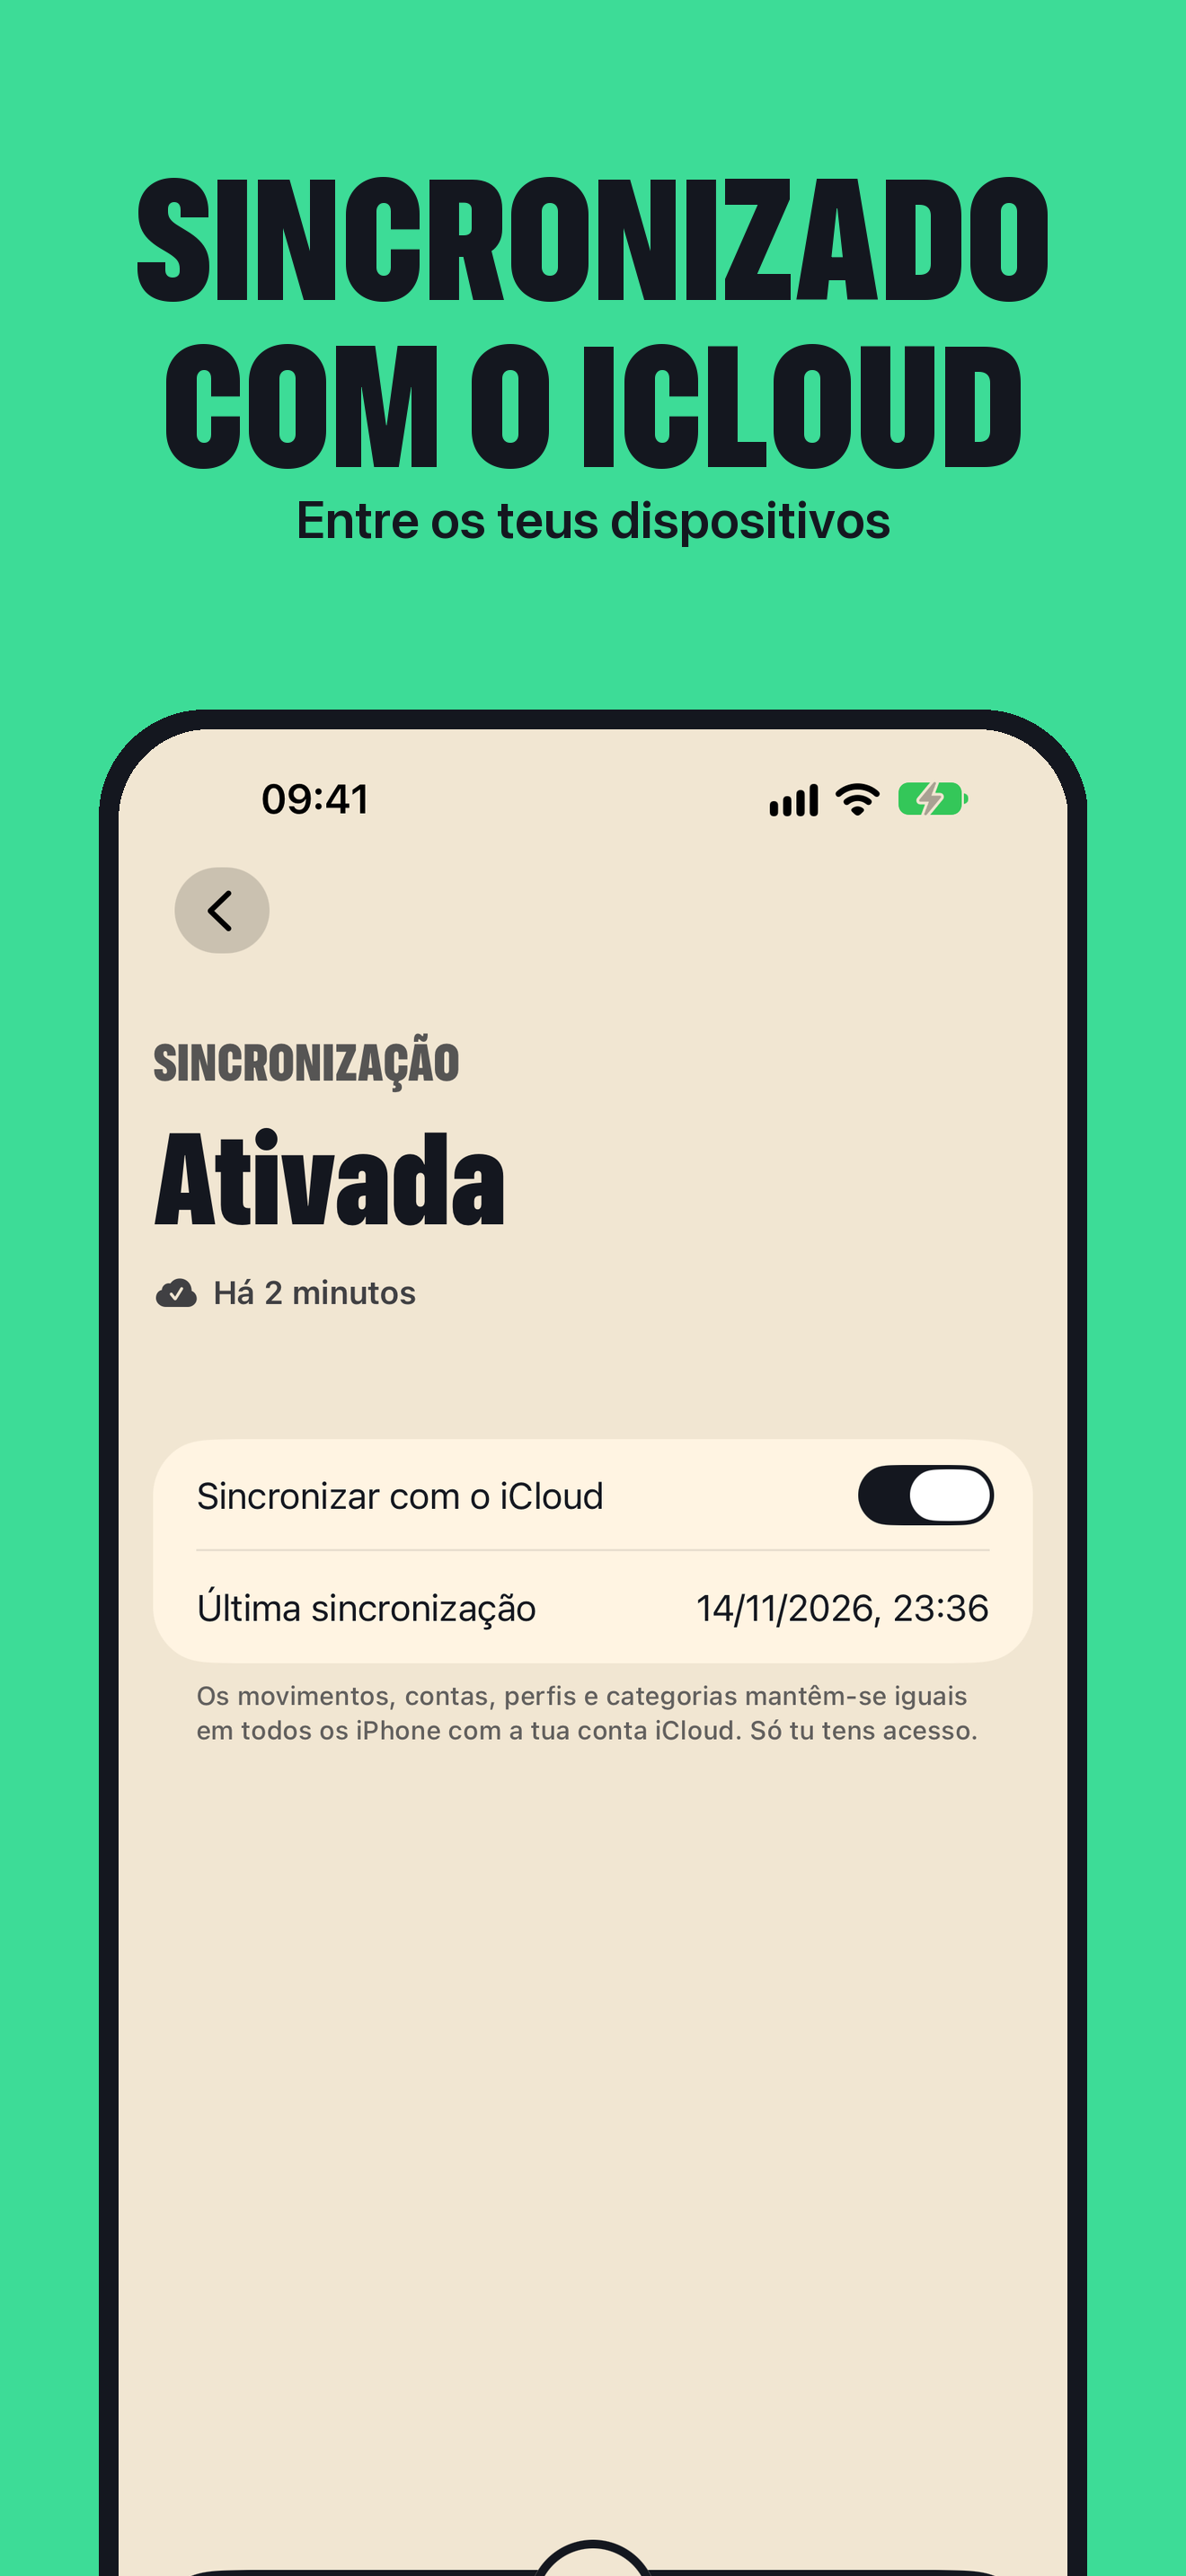 SINCRONIZADO
COM O ICLOUD
Entre os teus dispositivos
09:41
SINCRONIZAÇÃO
Ativada
Há 2 minutos
Sincronizar com o iCloud
Última sincronização 14/11/2026, 23:36
Os movimentos, contas, perfis e categorias mantêm-se iguais
em todos os iPhone com a tua conta iCloud. Só tu tens acesso.